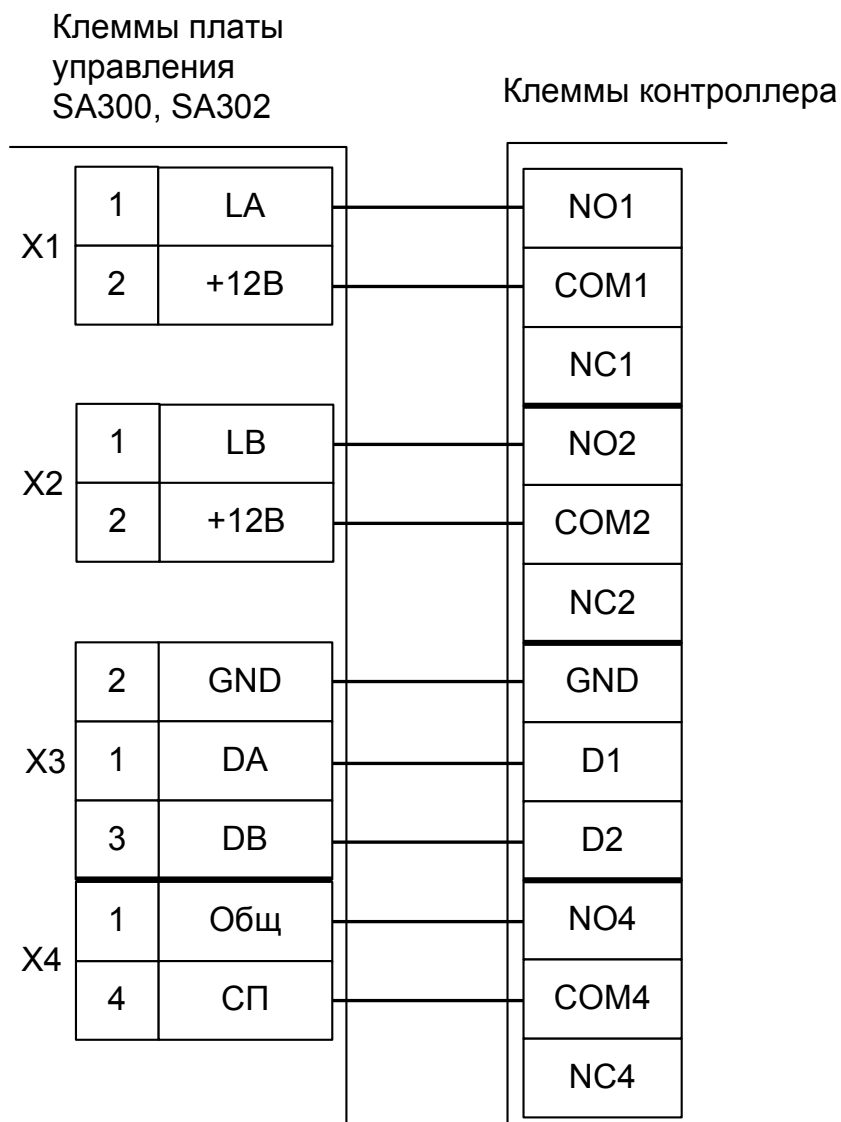 Клеммы платы
управления
SA300, SA302
Клеммы контроллера
X1
1 LA NO1
2 +12В COM1
NC1
X2
1 LB NO2
2 +12В COM2
NC2
X3
2 GND GND
1 DA D1
3 DB D2
X4
1 Общ NO4
4 СП COM4
NC4